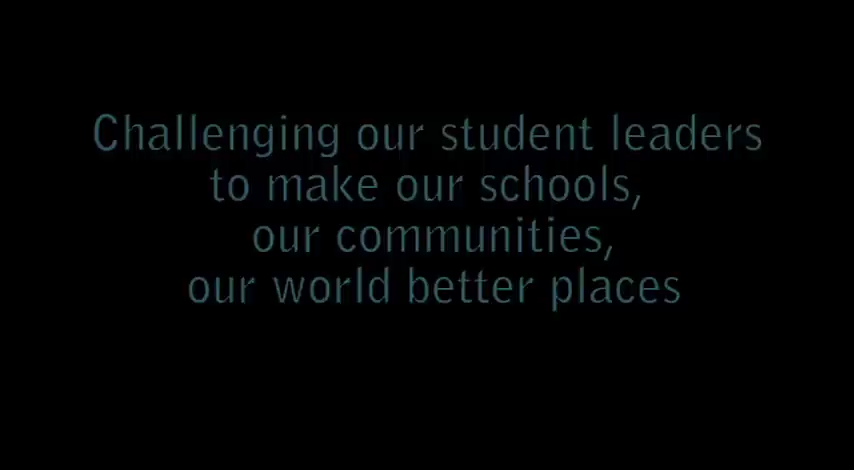 Challenging our student leaders
to make our schools,
our communities,
our world better places